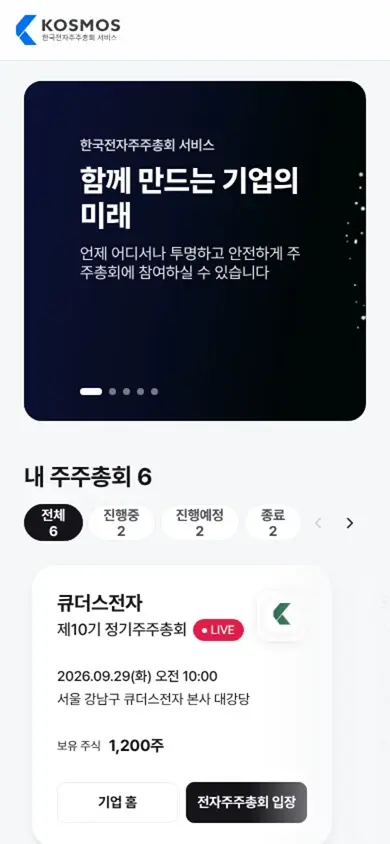 KOSMOS
한국전자주주총회 서비스
한국전자주주총회 서비스
함께 만드는 기업의
미래
언제 어디서나 투명하고 안전하게 주
주총회에 참여하실 수 있습니다
내 주주총회 6
전체 진행중 진행예정 종료
6 2 2 2
큐더스전자
제10기 정기주주총회 LIVE
2026.09.29(화) 오전 10:00
서울 강남구 큐더스전자 본사 대강당
보유 주식 1,200주
기업 홈 전자주주총회 입장